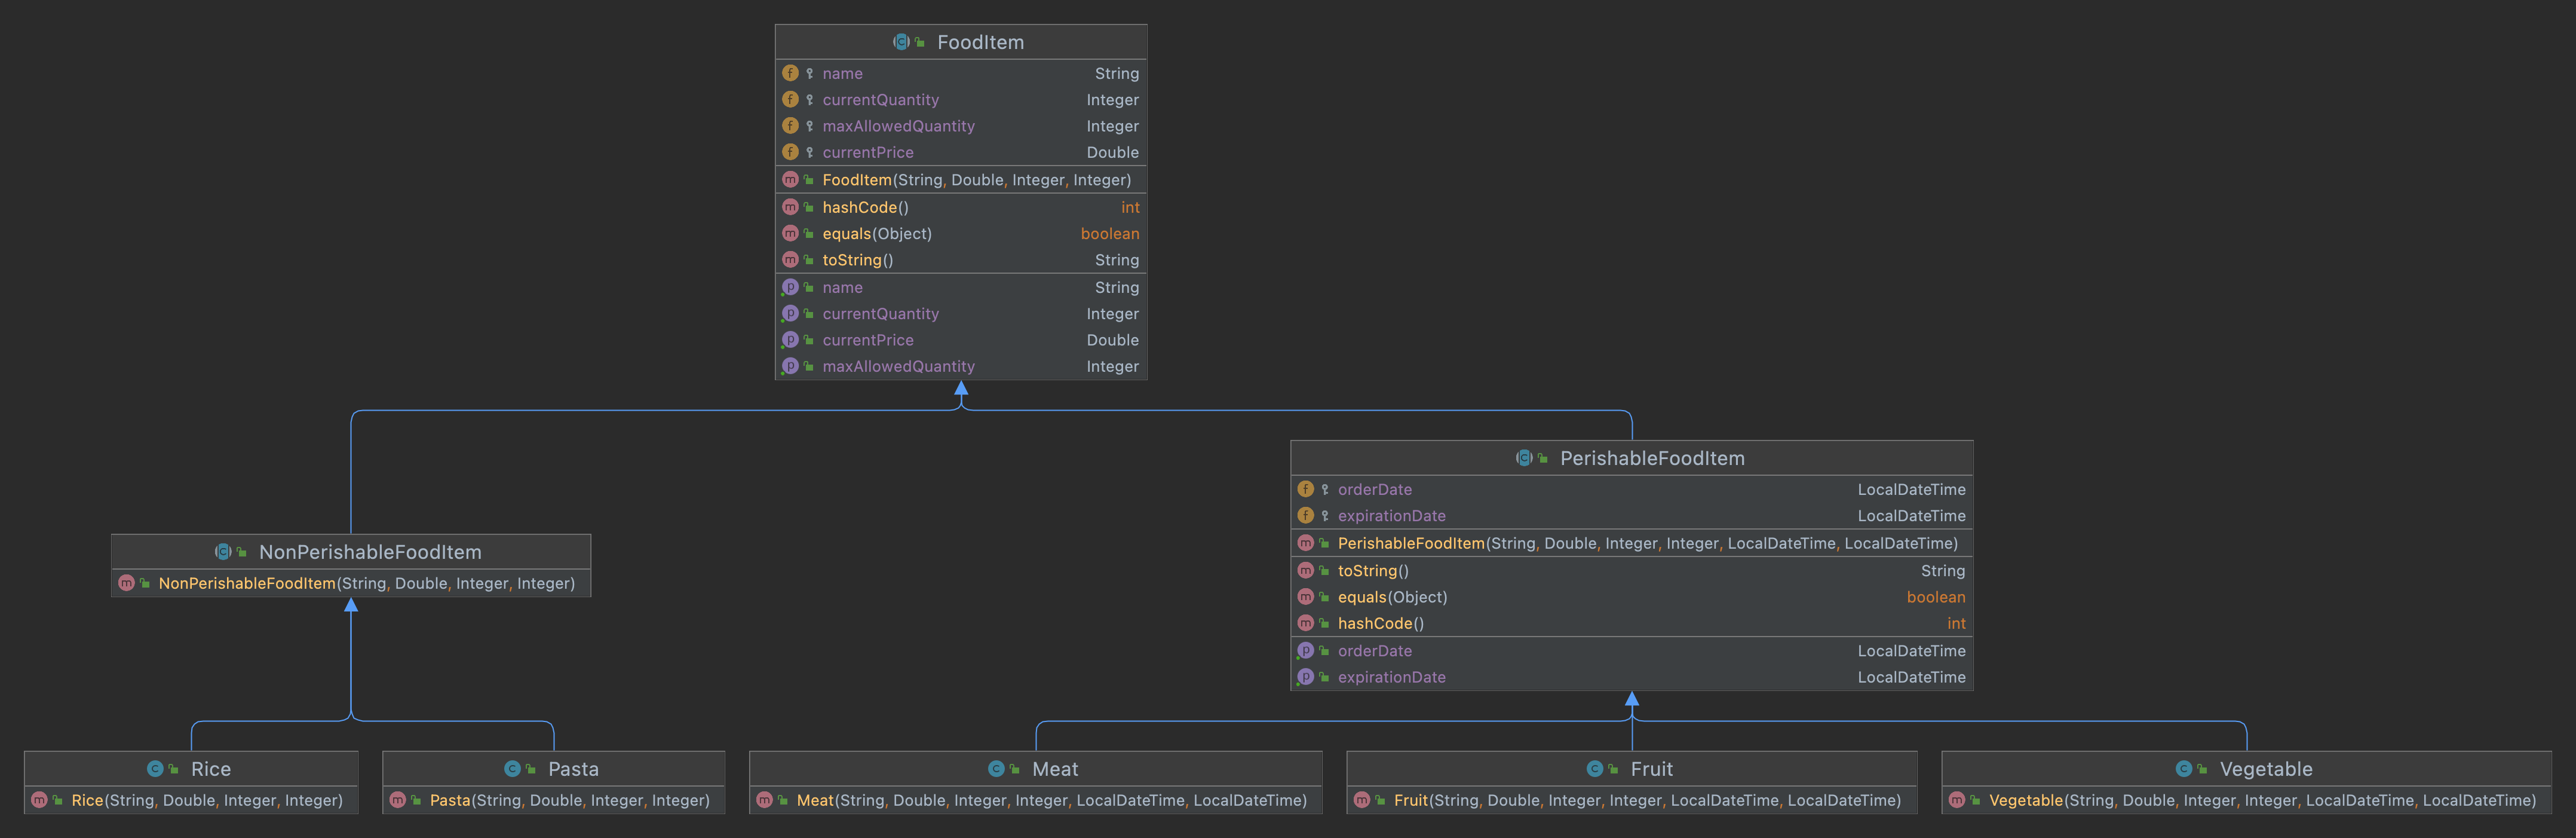 FoodItem
name String
currentQuantity Integer
maxAllowedQuantity Integer
currentPrice Double
FoodItem(String, Double, Integer, Integer)
hashCode() int
equals(Object) boolean
toString() String
name String
currentQuantity Integer
currentPrice Double
maxAllowedQuantity Integer
PerishableFoodItem
orderDate LocalDateTime
expirationDate LocalDateTime
PerishableFoodItem(String, Double, Integer, Integer, LocalDateTime, LocalDateTime)
toString() String
equals(Object) boolean
hashCode() int
orderDate LocalDateTime
expirationDate LocalDateTime
NonPerishableFoodItem
NonPerishableFoodItem(String, Double, Integer, Integer)
Rice
Rice(String, Double, Integer, Integer)
Pasta
Pasta(String, Double, Integer, Integer)
Meat
Meat(String, Double, Integer, Integer, LocalDateTime, LocalDateTime)
Fruit
Fruit(String, Double, Integer, Integer, LocalDateTime, LocalDateTime)
Vegetable
Vegetable(String, Double, Integer, Integer, LocalDateTime, LocalDateTime)